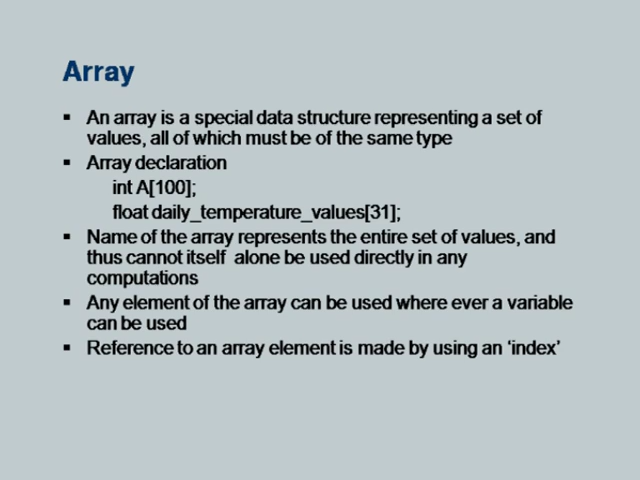 Array
▪ An array is a special data structure representing a set of
values, all of which must be of the same type
▪ Array declaration
int A[100];
float daily_temperature_values[31];
▪ Name of the array represents the entire set of values, and
thus cannot itself alone be used directly in any
computations
▪ Any element of the array can be used where ever a variable
can be used
▪ Reference to an array element is made by using an ‘index’